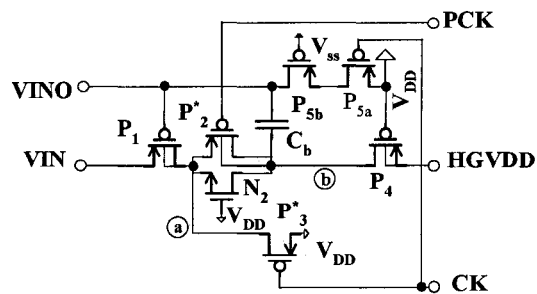 PCK
Vss
VINO
P5b
P5a
VDD
P1
P*2
Cb
VIN
HGVDD
N2
b
P4
VDD
a
P*3
VDD
CK